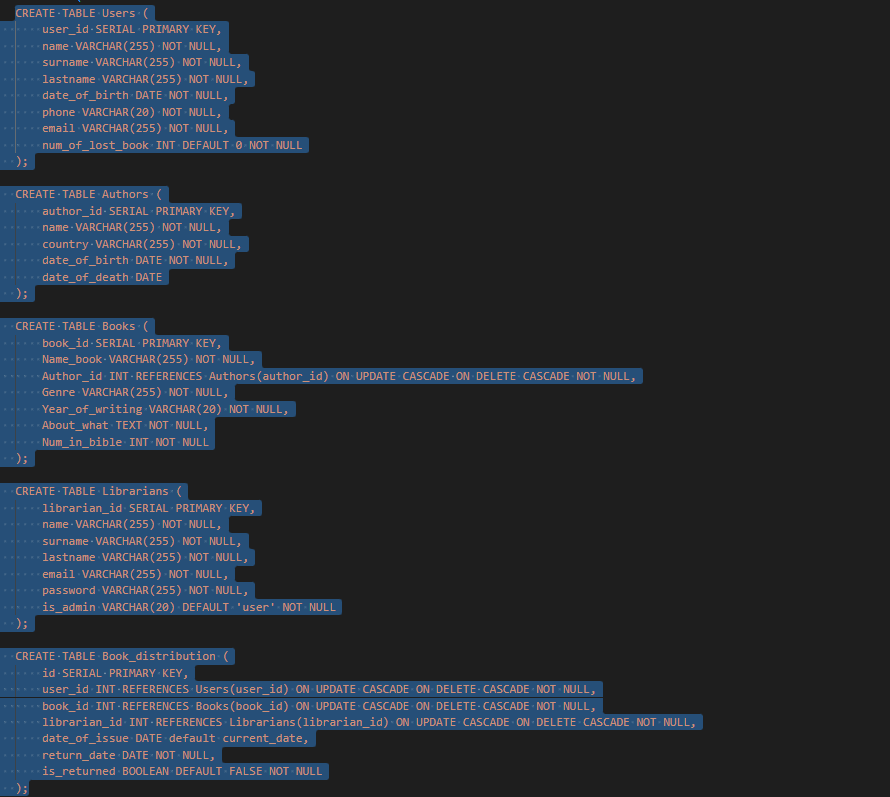 CREATE TABLE Users (
user_id SERIAL PRIMARY KEY,
name VARCHAR(255) NOT NULL,
surname VARCHAR(255) NOT NULL,
lastname VARCHAR(255) NOT NULL,
date_of_birth DATE NOT NULL,
phone VARCHAR(20) NOT NULL,
email VARCHAR(255) NOT NULL,
num_of_lost_book INT DEFAULT 0 NOT NULL
);
CREATE TABLE Authors (
author_id SERIAL PRIMARY KEY,
name VARCHAR(255) NOT NULL,
country VARCHAR(255) NOT NULL,
date_of_birth DATE NOT NULL,
date_of_death DATE
);
CREATE TABLE Books (
book_id SERIAL PRIMARY KEY,
Name_book VARCHAR(255) NOT NULL,
Author_id INT REFERENCES Authors(author_id) ON UPDATE CASCADE ON DELETE CASCADE NOT NULL,
Genre VARCHAR(255) NOT NULL,
Year_of_writing VARCHAR(20) NOT NULL,
About_what TEXT NOT NULL,
Num_in_bible INT NOT NULL
);
CREATE TABLE Librarians (
librarian_id SERIAL PRIMARY KEY,
name VARCHAR(255) NOT NULL,
surname VARCHAR(255) NOT NULL,
lastname VARCHAR(255) NOT NULL,
email VARCHAR(255) NOT NULL,
password VARCHAR(255) NOT NULL,
is_admin VARCHAR(20) DEFAULT 'user' NOT NULL
);
CREATE TABLE Book_distribution (
id SERIAL PRIMARY KEY,
user_id INT REFERENCES Users(user_id) ON UPDATE CASCADE ON DELETE CASCADE NOT NULL,
book_id INT REFERENCES Books(book_id) ON UPDATE CASCADE ON DELETE CASCADE NOT NULL,
librarian_id INT REFERENCES Librarians(librarian_id) ON UPDATE CASCADE ON DELETE CASCADE NOT NULL,
date_of_issue DATE default current_date,
return_date DATE NOT NULL,
is_returned BOOLEAN DEFAULT FALSE NOT NULL
);